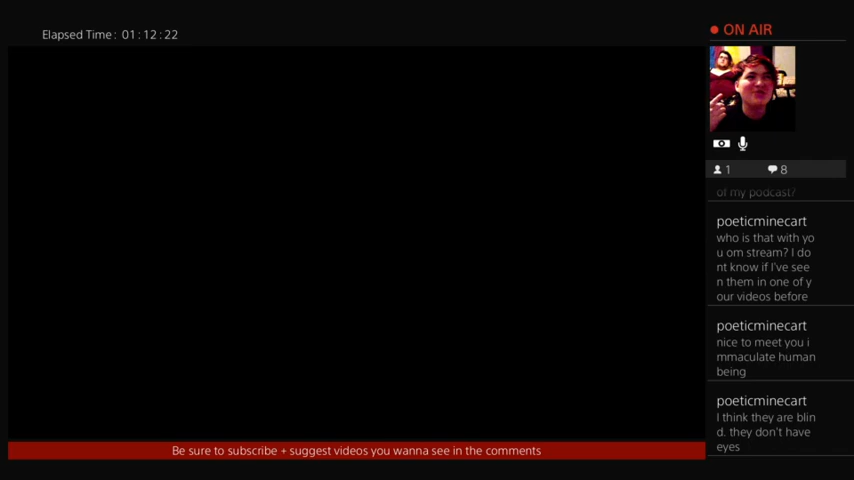 Elapsed Time: 01:12:22
ON AIR
1 8
of my podcast?
poeticminecart
who is that with yo
u om stream? I do
nt know if I've see
n them in one of y
our videos before
poeticminecart
nice to meet you i
mmaculate human
being
poeticminecart
I think they are blin
d. they don't have
eyes
Be sure to subscribe + suggest videos you wanna see in the comments